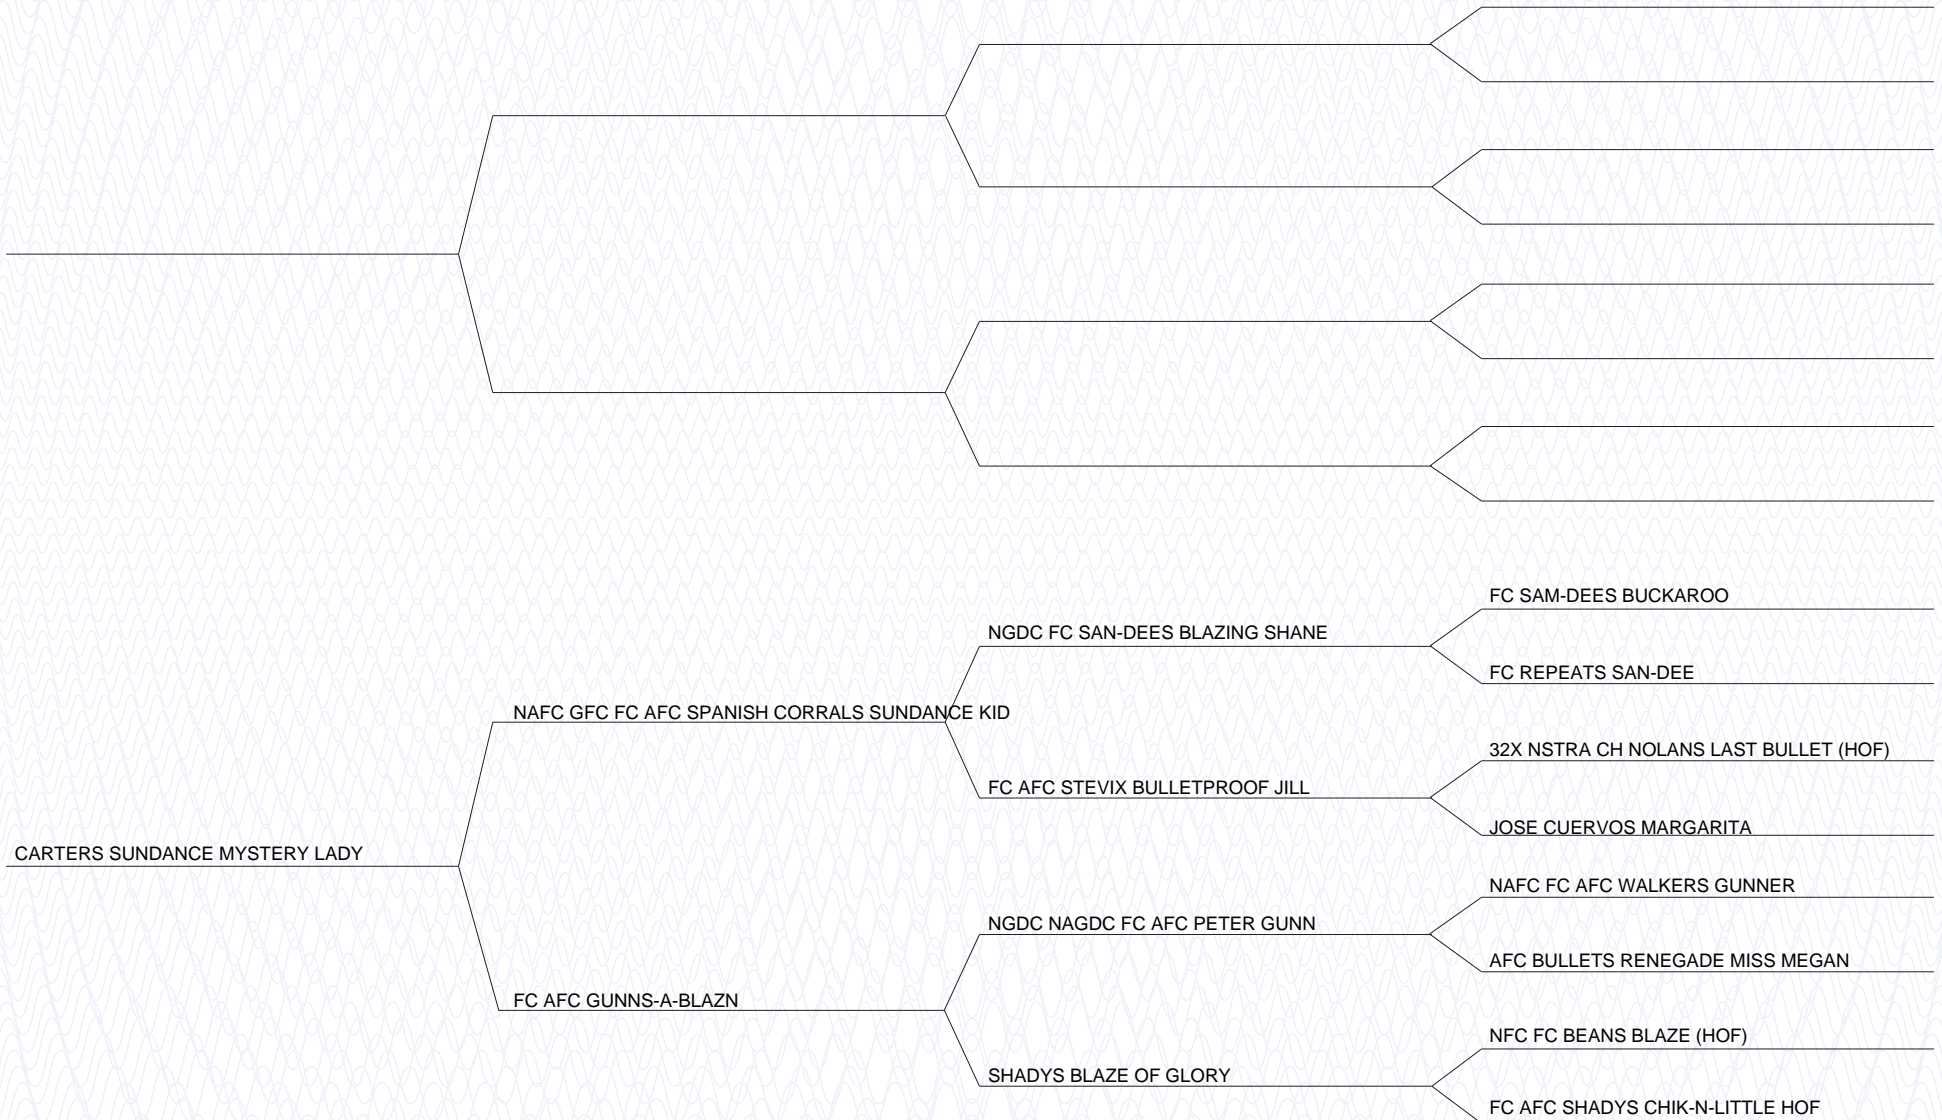 FC SAM-DEES BUCKAROO
NGDC FC SAN-DEES BLAZING SHANE
FC REPEATS SAN-DEE
NAFC GFC FC AFC SPANISH CORRALS SUNDANCE KID
32X NSTRA CH NOLANS LAST BULLET (HOF)
FC AFC STEVIX BULLETPROOF JILL
JOSE CUERVOS MARGARITA
CARTERS SUNDANCE MYSTERY LADY
NAFC FC AFC WALKERS GUNNER
NGDC NAGDC FC AFC PETER GUNN
AFC BULLETS RENEGADE MISS MEGAN
FC AFC GUNNS-A-BLAZN
NFC FC BEANS BLAZE (HOF)
SHADYS BLAZE OF GLORY
FC AFC SHADYS CHIK-N-LITTLE HOF